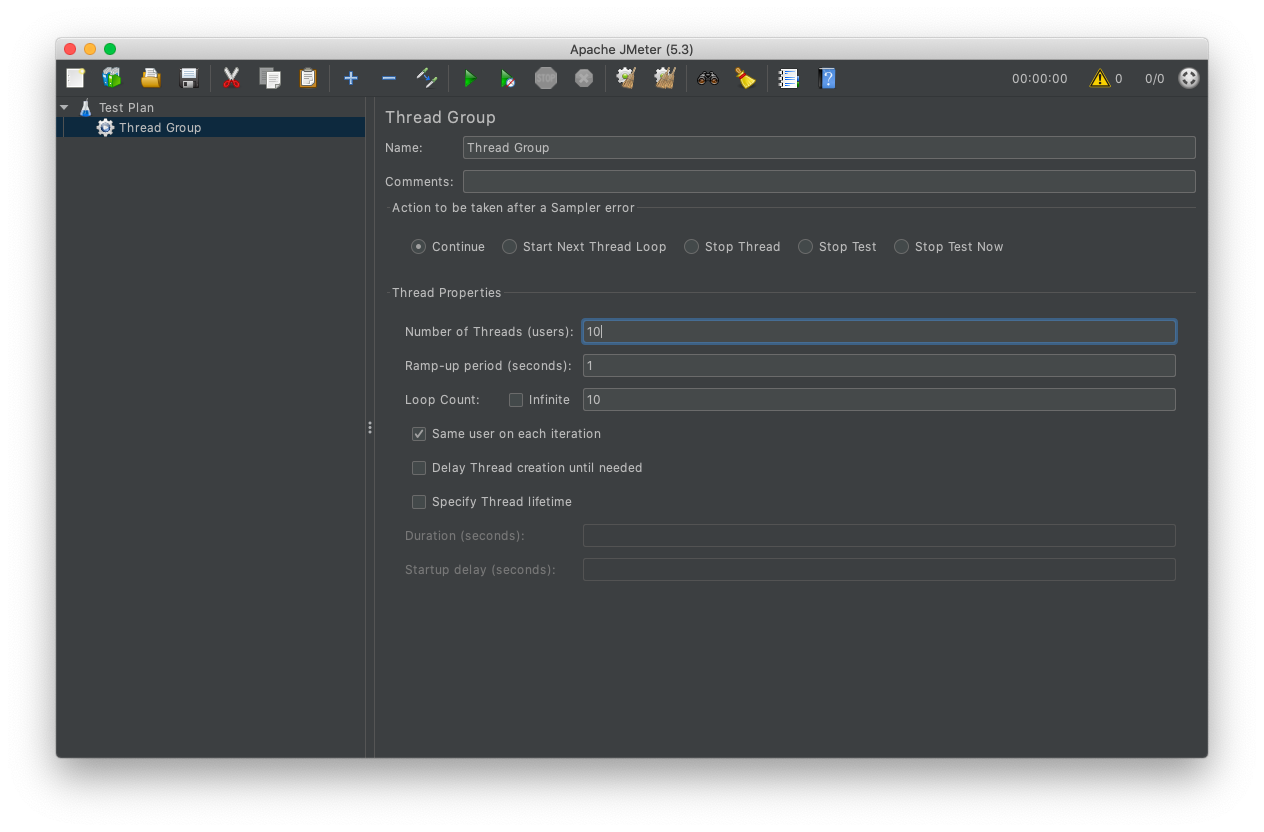 Apache JMeter (5.3)
STOP 00:00:00 0 0/0
Test Plan
Thread Group
Thread Group
Name: Thread Group
Comments:
Action to be taken after a Sampler error
Continue Start Next Thread Loop Stop Thread Stop Test Stop Test Now
Thread Properties
Number of Threads (users): 10
Ramp-up period (seconds): 1
Loop Count: Infinite 10
Same user on each iteration
Delay Thread creation until needed
Specify Thread lifetime
Duration (seconds):
Startup delay (seconds):